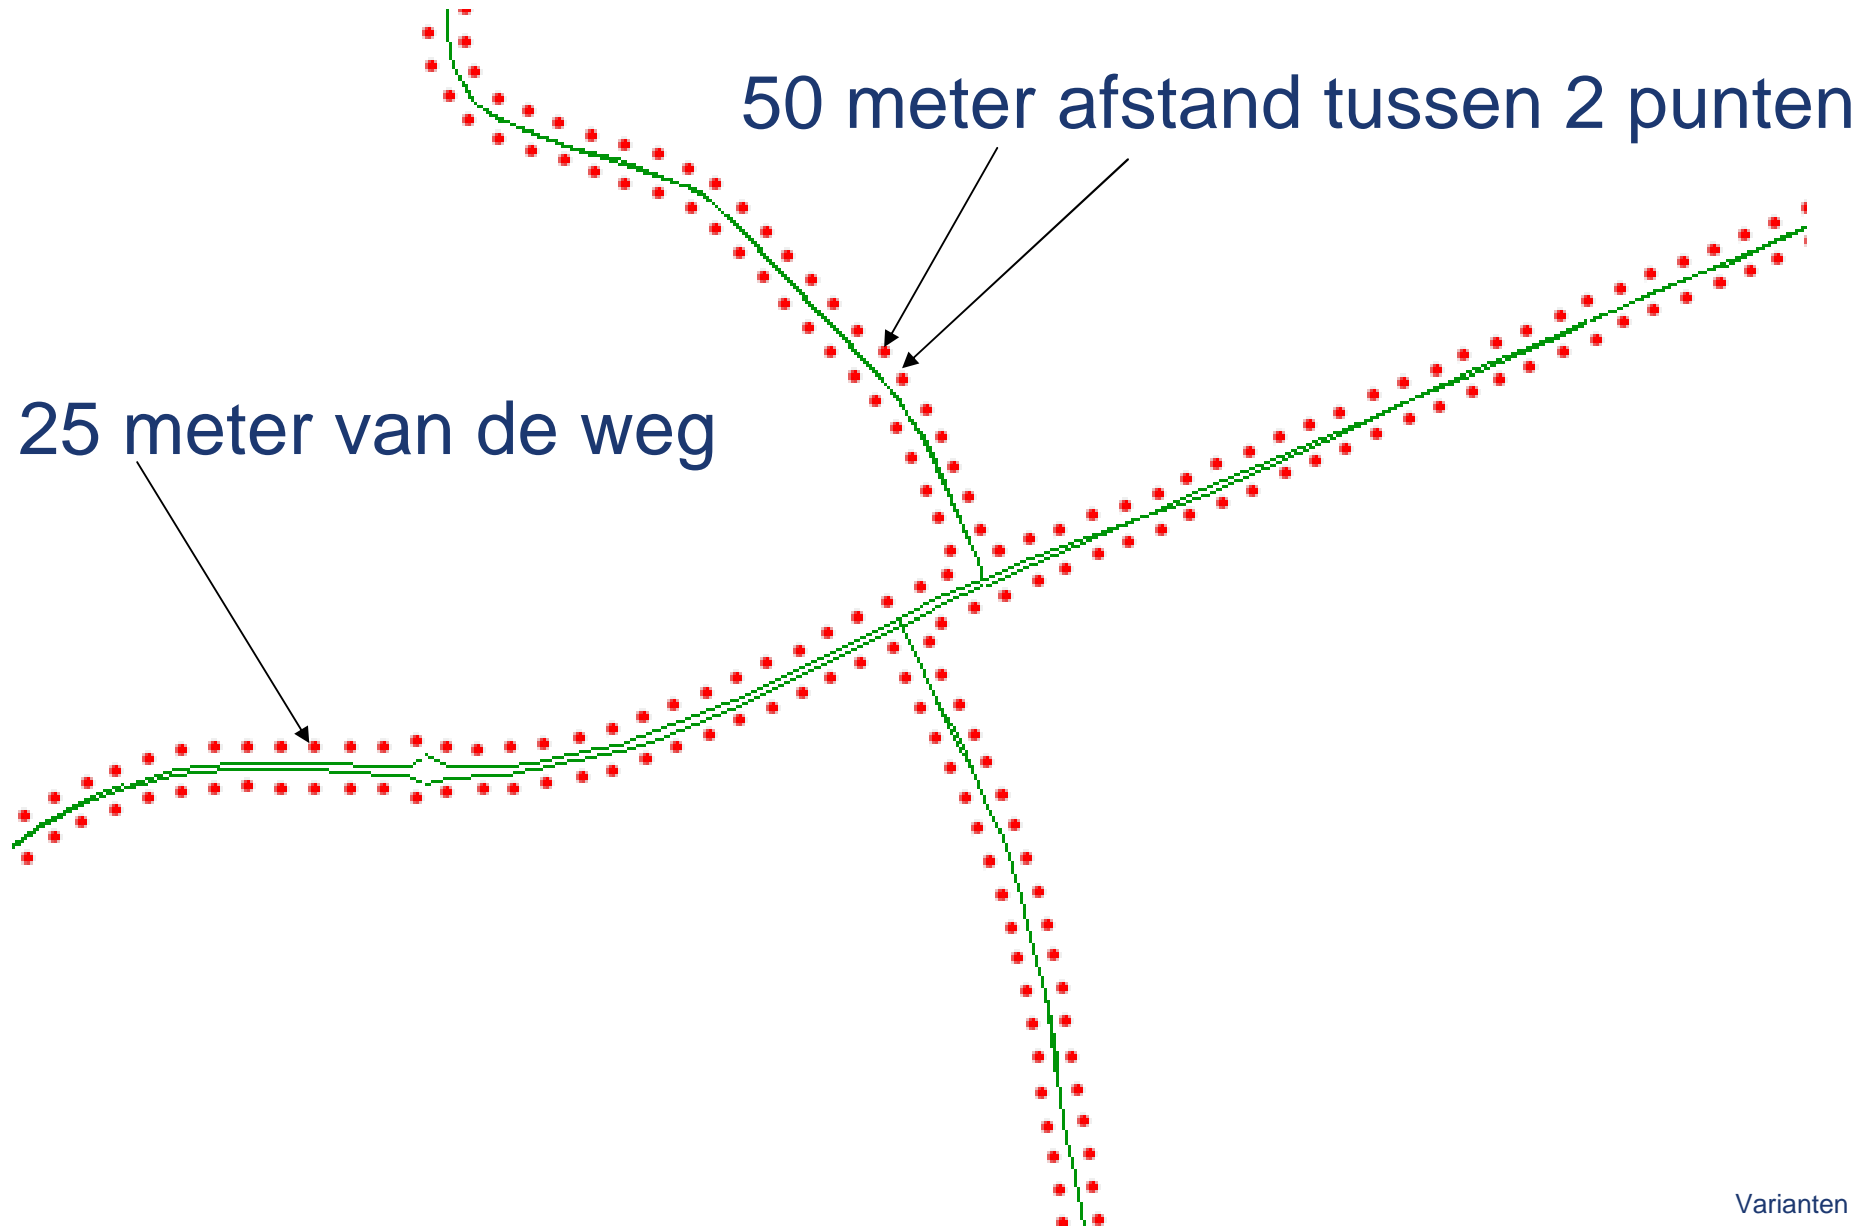 50 meter afstand tussen 2 punten
25 meter van de weg
Varianten